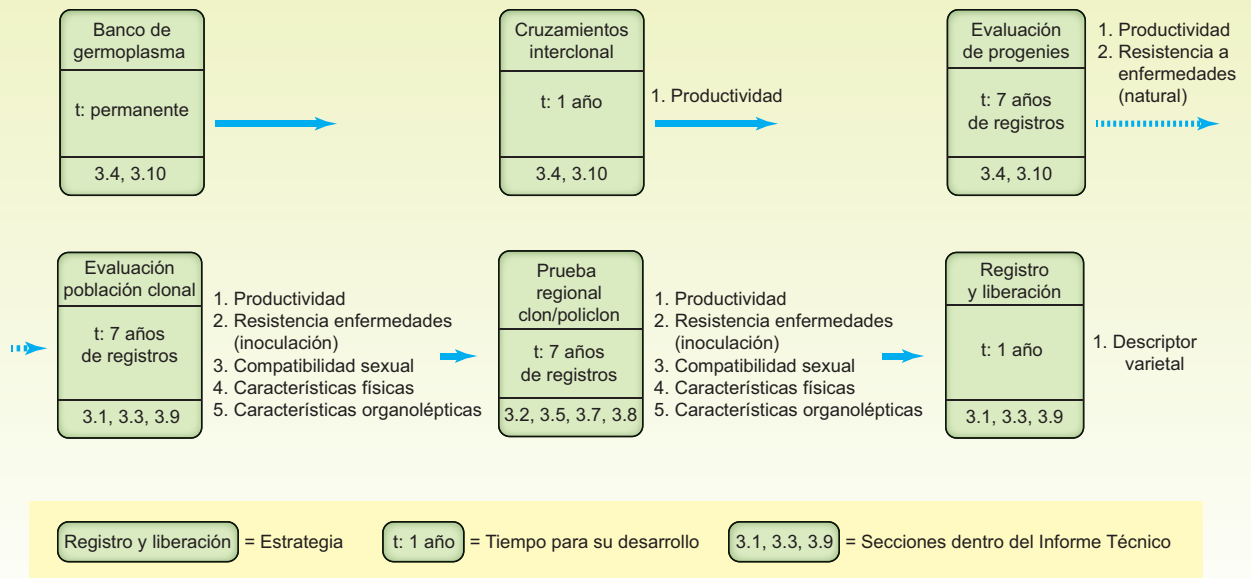 Banco de
germoplasma
t: permanente
3.4, 3.10
Cruzamientos
interclonal
t: 1 año
3.4, 3.10
1. Productividad
Evaluación
de progenies
t: 7 años
de registros
3.4, 3.10
1. Productividad
2. Resistencia a
enfermedades
(natural)
Evaluación
población clonal
t: 7 años
de registros
3.1, 3.3, 3.9
1. Productividad
2. Resistencia enfermedades
(inoculación)
3. Compatibilidad sexual
4. Características físicas
5. Características organolépticas
Prueba
regional
clon/policlon
t: 7 años
de registros
3.2, 3.5, 3.7, 3.8
1. Productividad
2. Resistencia enfermedades
(inoculación)
3. Compatibilidad sexual
4. Características físicas
5. Características organolépticas
Registro
y liberación
t: 1 año
3.1, 3.3, 3.9
1. Descriptor
varietal
Registro y liberación = Estrategia
t: 1 año = Tiempo para su desarrollo
3.1, 3.3, 3.9 = Secciones dentro del Informe Técnico